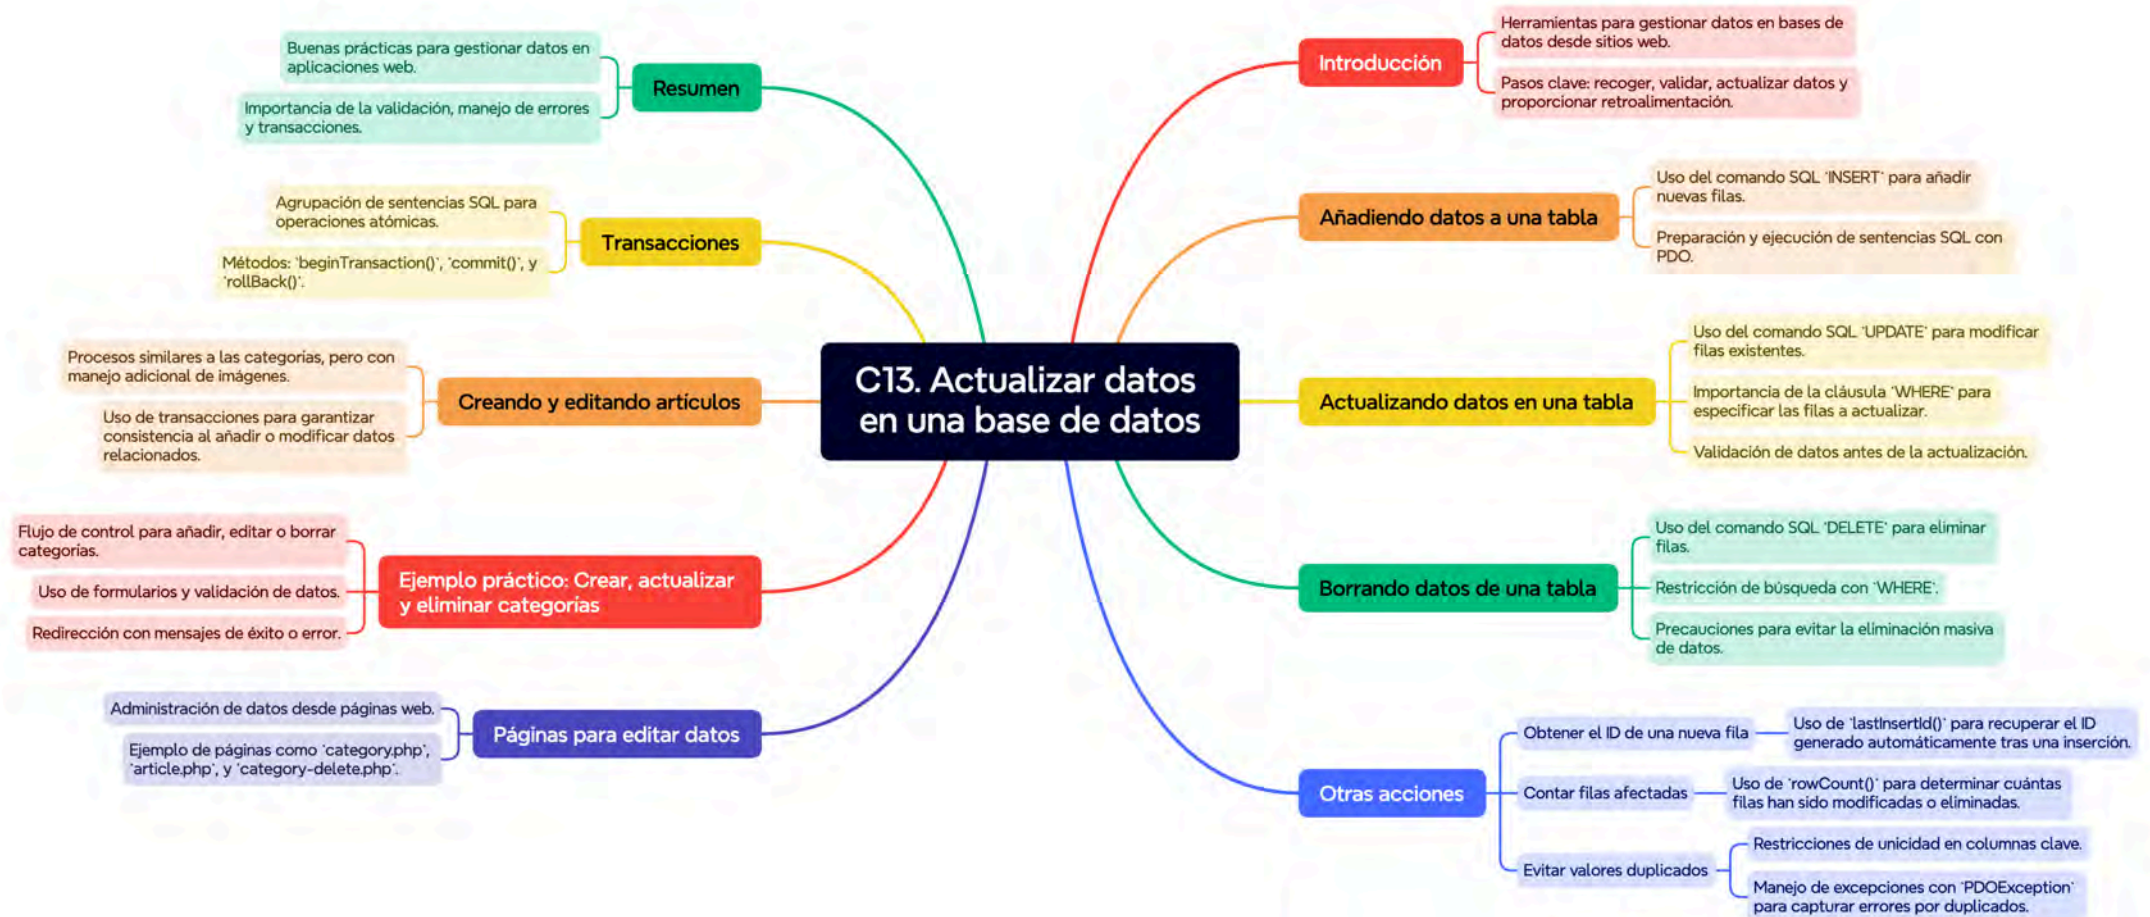 C13. Actualizar datos
en una base de datos
Introducción
Herramientas para gestionar datos en bases de
datos desde sitios web.
Pasos clave: recoger, validar, actualizar datos y
proporcionar retroalimentación.
Añadiendo datos a una tabla
Uso del comando SQL `INSERT` para añadir
nuevas filas.
Preparación y ejecución de sentencias SQL con
PDO.
Actualizando datos en una tabla
Uso del comando SQL `UPDATE` para modificar
filas existentes.
Importancia de la cláusula `WHERE` para
especificar las filas a actualizar.
Validación de datos antes de la actualización.
Borrando datos de una tabla
Uso del comando SQL `DELETE` para eliminar
filas.
Restricción de búsqueda con `WHERE`.
Precauciones para evitar la eliminación masiva
de datos.
Otras acciones
Obtener el ID de una nueva fila
Uso de `lastInsertId()` para recuperar el ID
generado automáticamente tras una inserción.
Contar filas afectadas
Uso de `rowCount()` para determinar cuántas
filas han sido modificadas o eliminadas.
Evitar valores duplicados
Restricciones de unicidad en columnas clave.
Manejo de excepciones con `PDOException`
para capturar errores por duplicados.
Páginas para editar datos
Administración de datos desde páginas web.
Ejemplo de páginas como `category.php`,
`article.php`, y `category-delete.php`.
Ejemplo práctico: Crear, actualizar
y eliminar categorías
Flujo de control para añadir, editar o borrar
categorías.
Uso de formularios y validación de datos.
Redirección con mensajes de éxito o error.
Creando y editando artículos
Procesos similares a las categorías, pero con
manejo adicional de imágenes.
Uso de transacciones para garantizar
consistencia al añadir o modificar datos
relacionados.
Transacciones
Agrupación de sentencias SQL para
operaciones atómicas.
Métodos: `beginTransaction()`, `commit()`, y
`rollBack()`.
Resumen
Buenas prácticas para gestionar datos en
aplicaciones web.
Importancia de la validación, manejo de errores
y transacciones.